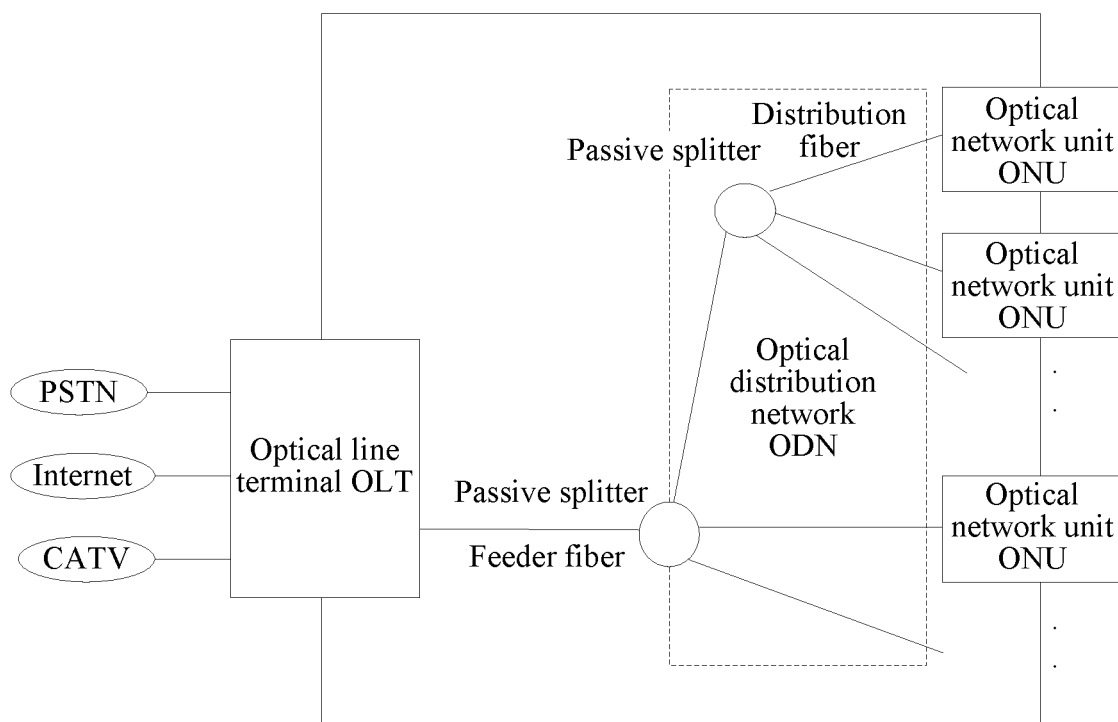 Distribution
fiber
Passive splitter
Optical
network unit
ONU
Optical
network unit
ONU
Optical
distribution
network
ODN
PSTN
Internet
CATV
Optical line
terminal OLT
Passive splitter
Feeder fiber
Optical
network unit
ONU